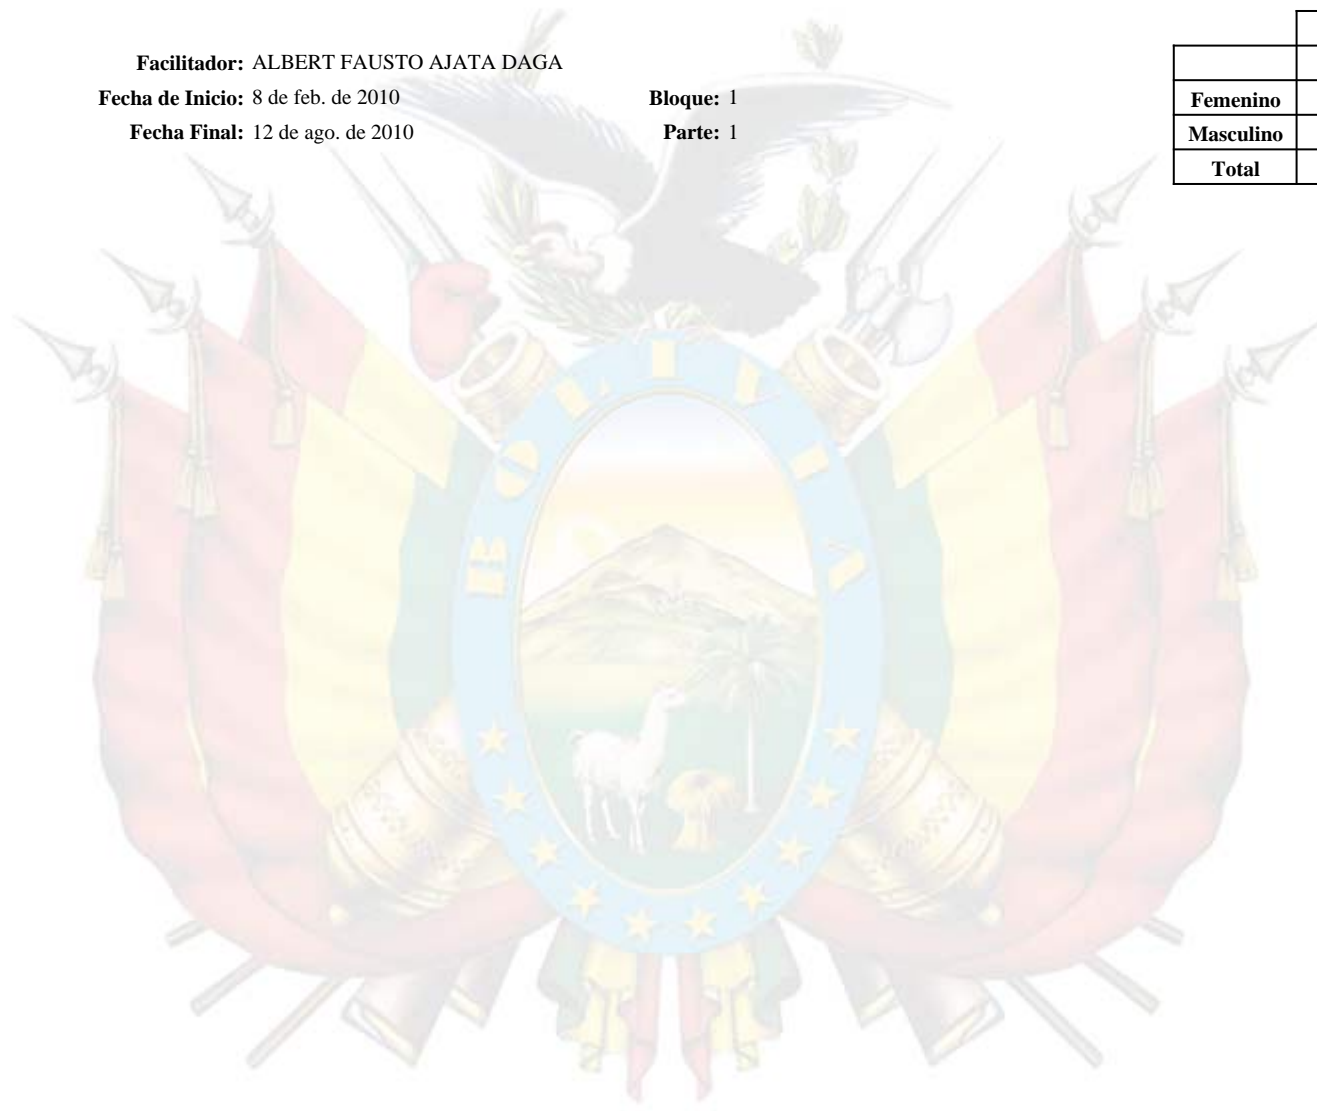 Facilitador: ALBERT FAUSTO AJATA DAGA
Fecha de Inicio: 8 de feb. de 2010 Bloque: 1
Fecha Final: 12 de ago. de 2010 Parte: 1
Femenino
Masculino
Total
BOLIVIA